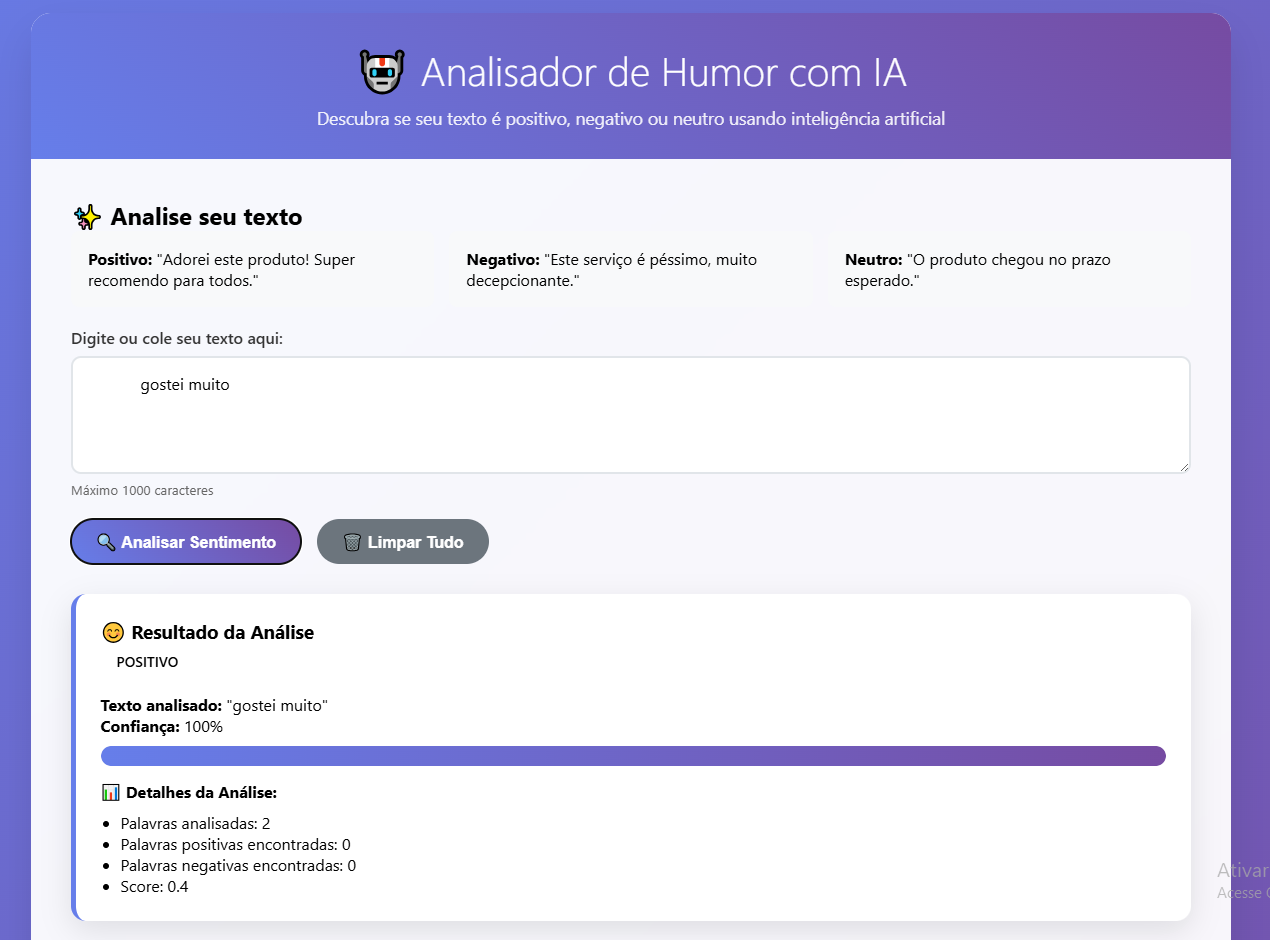 Analisador de Humor com IA
Descubra se seu texto é positivo, negativo ou neutro usando inteligência artificial
Analise seu texto
Positivo: "Adorei este produto! Super
recomendo para todos."
Negativo: "Este serviço é péssimo, muito
decepcionante."
Neutro: "O produto chegou no prazo
esperado."
Digite ou cole seu texto aqui:
gostei muito
Máximo 1000 caracteres
Analisar Sentimento
Limpar Tudo
Resultado da Análise
POSITIVO
Texto analisado: "gostei muito"
Confiança: 100%
Detalhes da Análise:
• Palavras analisadas: 2
• Palavras positivas encontradas: 0
• Palavras negativas encontradas: 0
• Score: 0.4
Ativar
Acesse